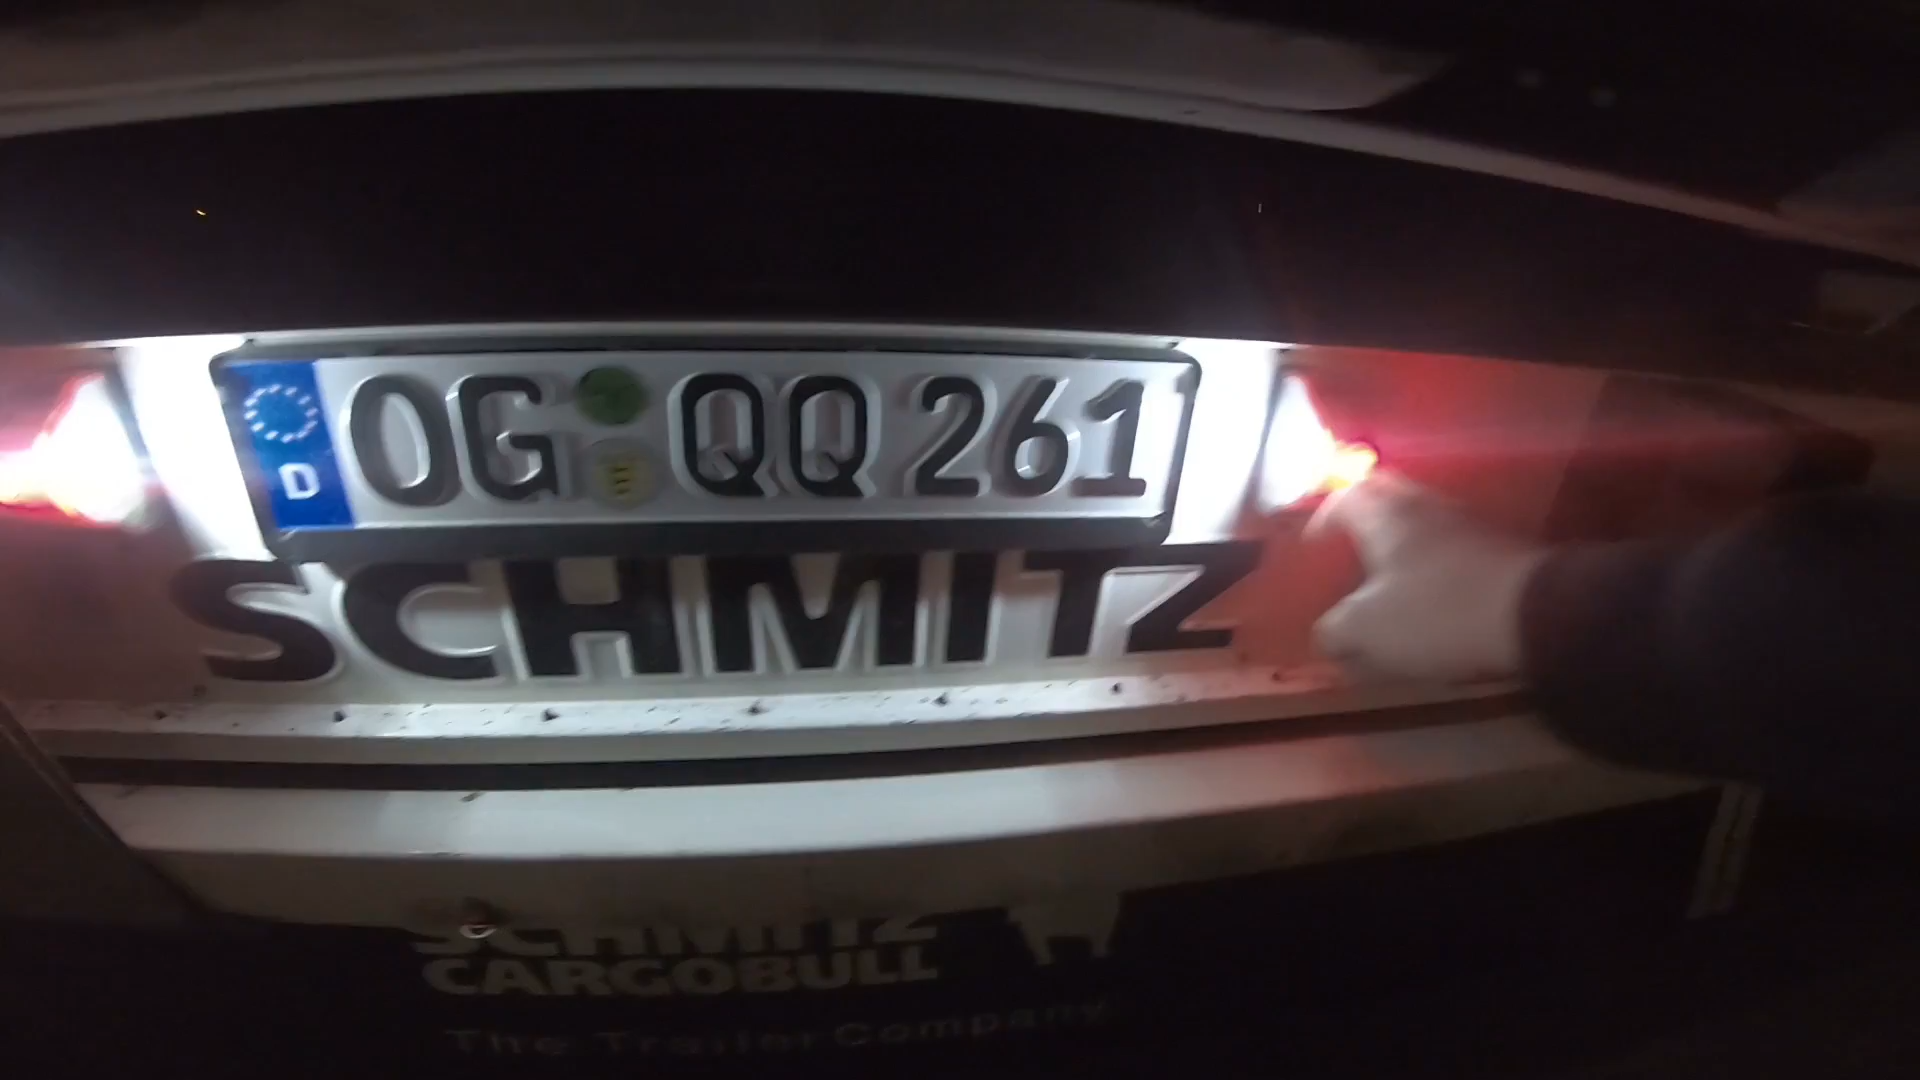 D OG QQ 261
SCHMITZ
SCHMITZ
CARGOBULL
The Trailer Company